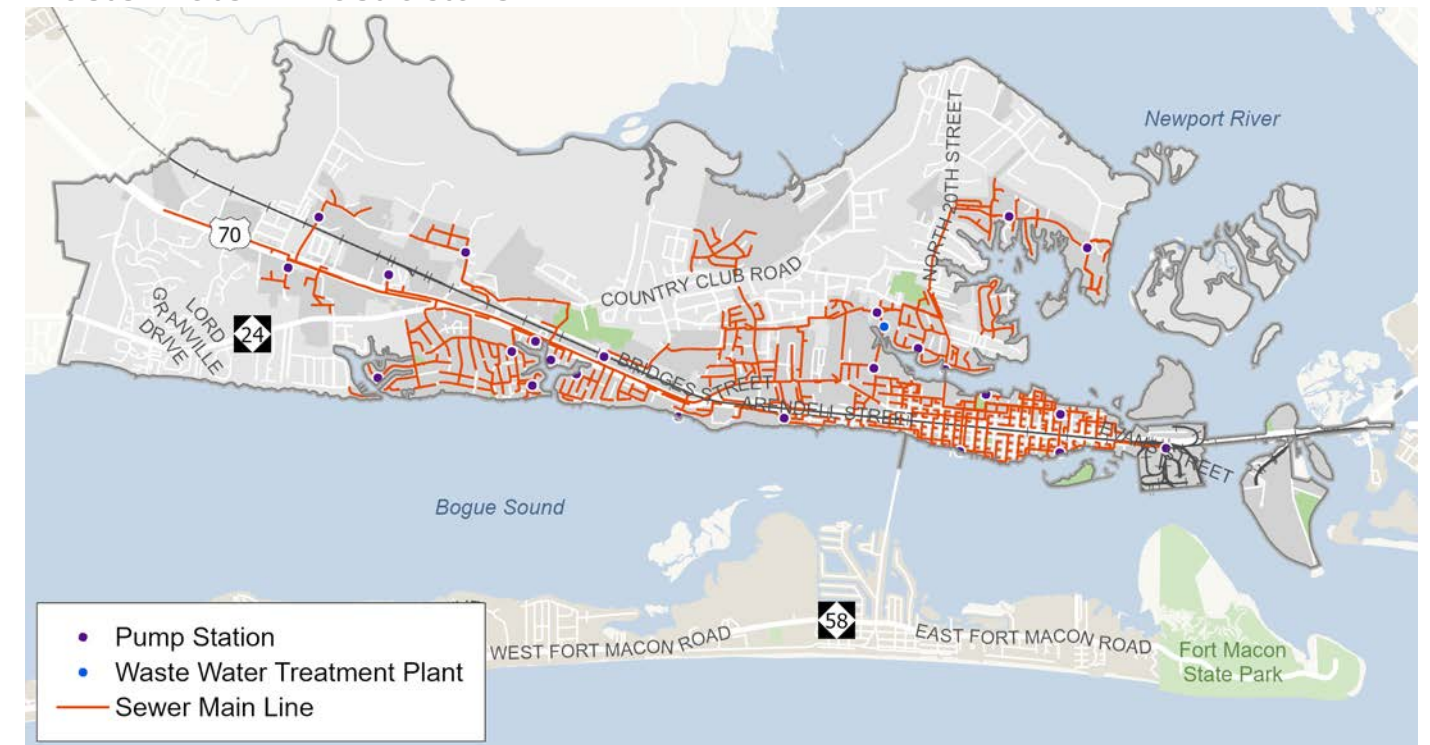 Newport River
NORTH 20TH STREET
70
COUNTRY CLUB ROAD
LORD
GRANVILLE
DRIVE
24
BRIDGES STREET
ARENDELL STREET
Bogue Sound
58
WEST FORT MACON ROAD
EAST FORT MACON ROAD
Fort Macon
State Park
Pump Station
Waste Water Treatment Plant
Sewer Main Line